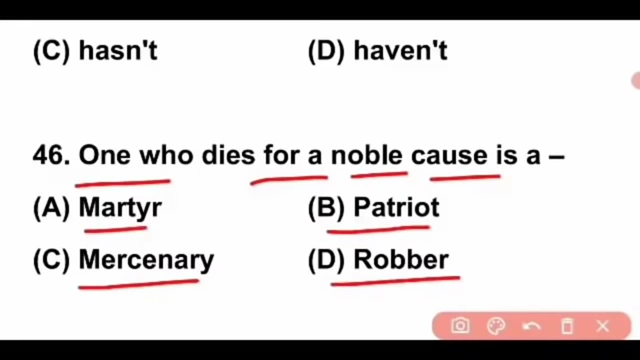 (C) hasn't (D) haven't
46. One who dies for a noble cause is a –
(A) Martyr (B) Patriot
(C) Mercenary (D) Robber